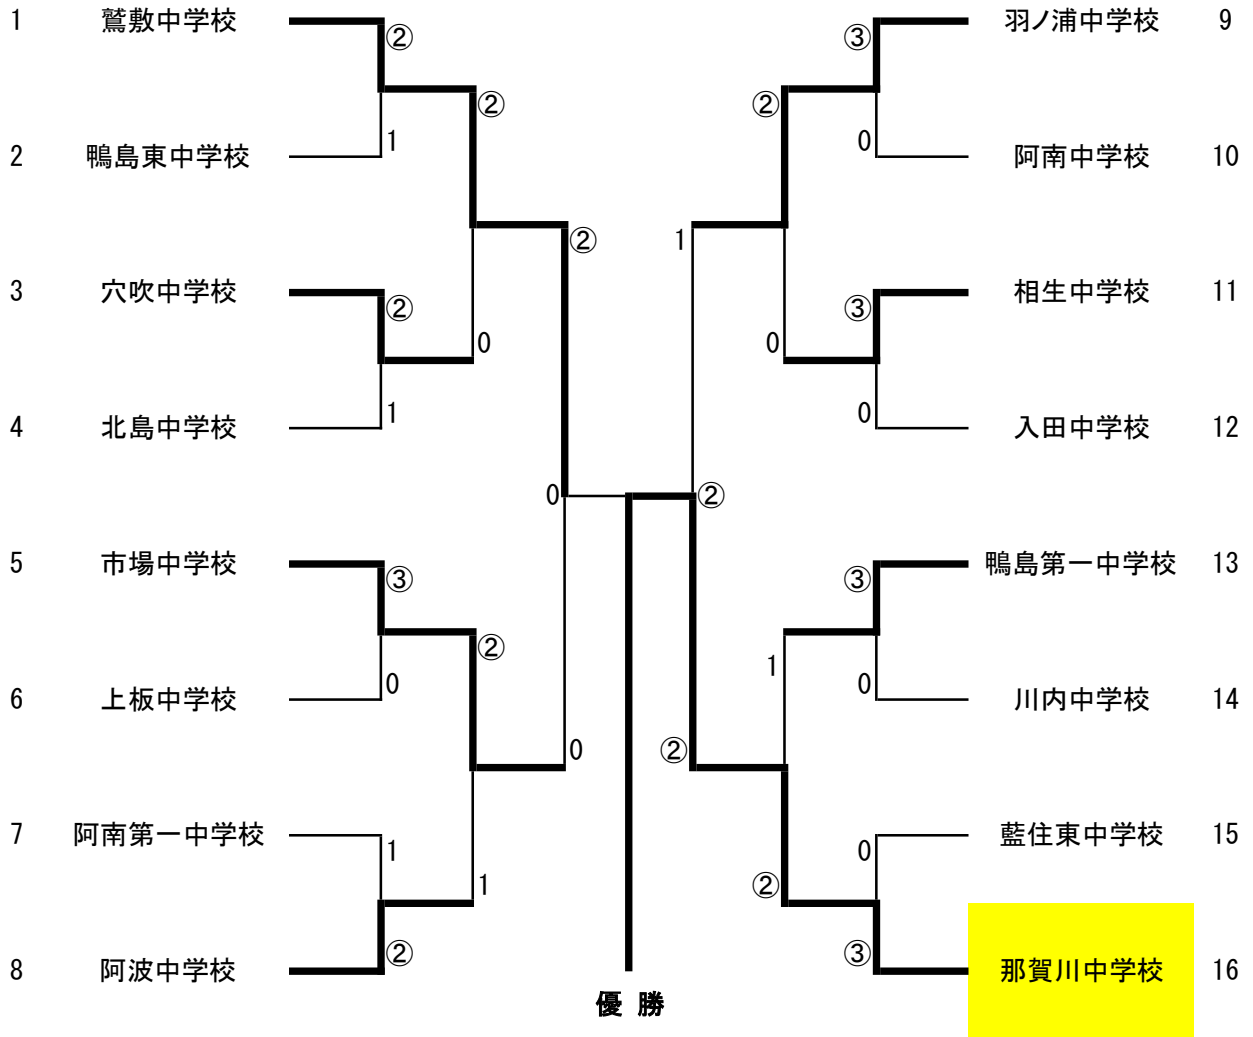 1 鷲敷中学校 ② ③ 羽ノ浦中学校 9
② ②
2 鴨島東中学校 1 0 阿南中学校 10
② 1
3 穴吹中学校 ② ③ 相生中学校 11
0 0
4 北島中学校 1 0 入田中学校 12
0 ②
5 市場中学校 ③ ③ 鴨島第一中学校 13
② 1
6 上板中学校 0 0 川内中学校 14
0 ②
7 阿南第一中学校 1 0 藍住東中学校 15
1 ②
8 阿波中学校 ② ③ 那賀川中学校 16
優 勝